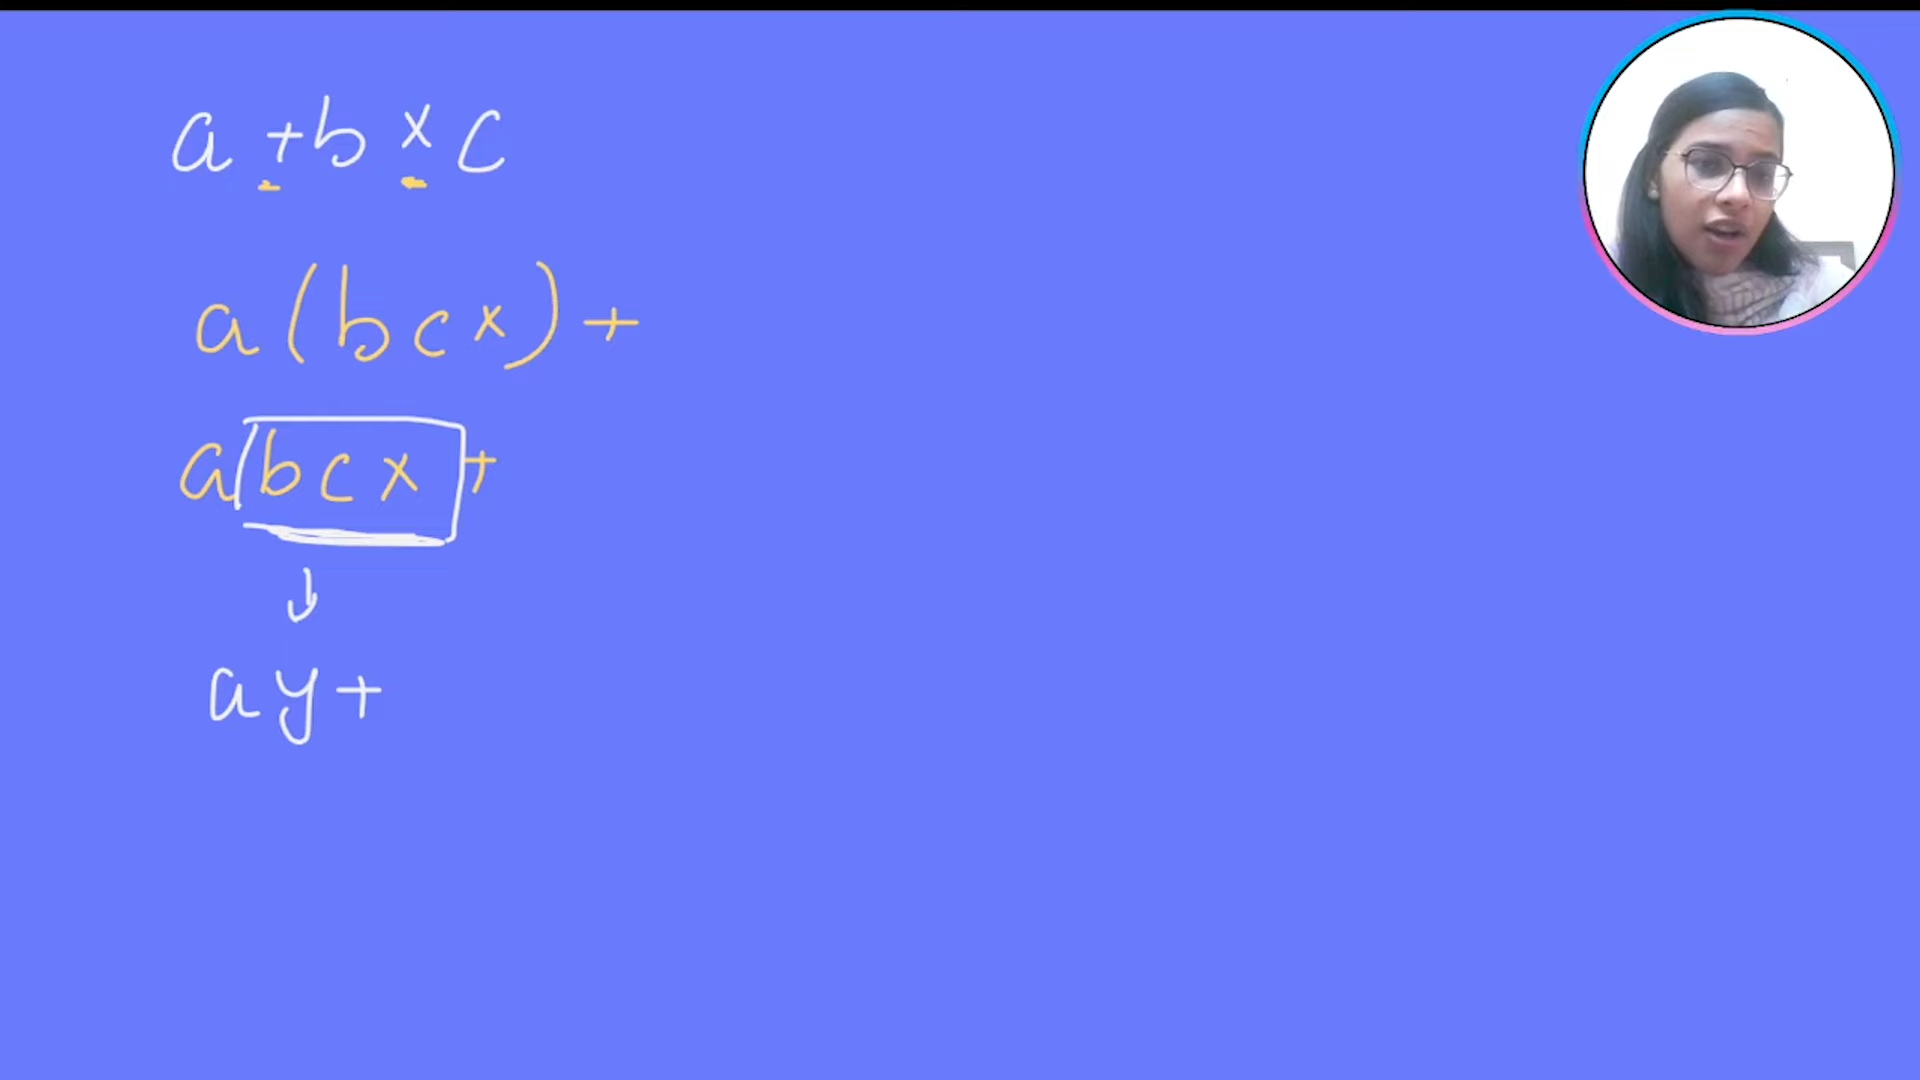 a + b × c
a (b c ×) +
a b c × +
a y +